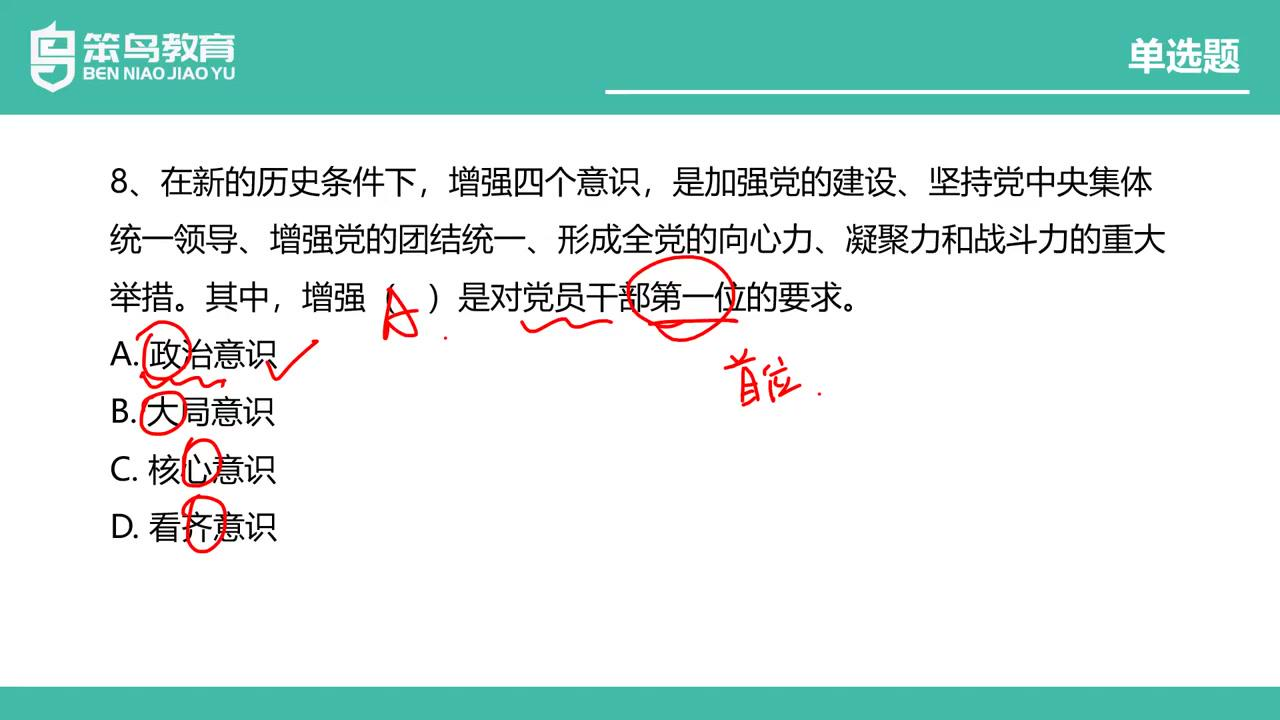 笨鸟教育
BEN NIAO JIAO YU
单选题
8、在新的历史条件下，增强四个意识，是加强党的建设、坚持党中央集体
统一领导、增强党的团结统一、形成全党的向心力、凝聚力和战斗力的重大
举措。其中，增强（A）是对党员干部第一位的要求。
A. 政治意识
首位.
B. 大局意识
C. 核心意识
D. 看齐意识